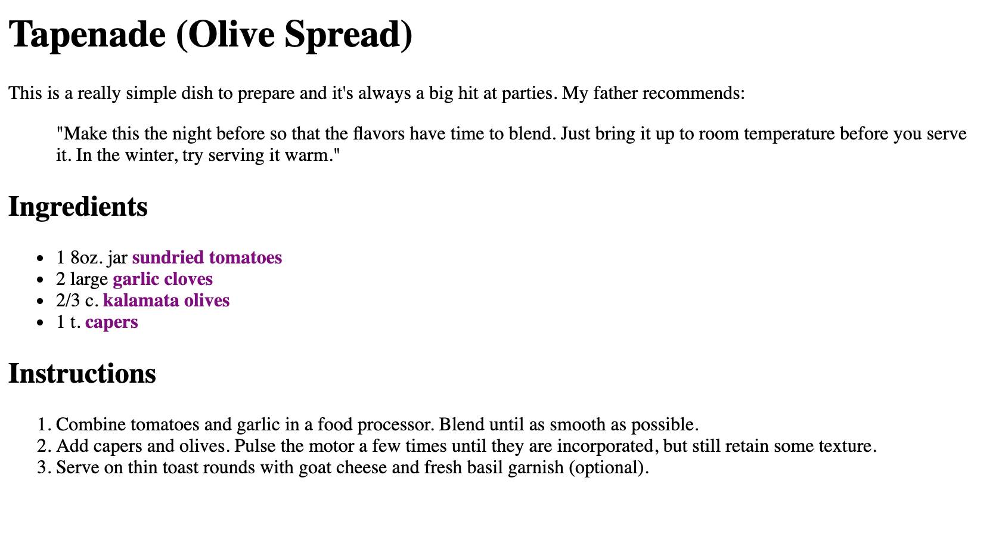 Tapenade (Olive Spread)
This is a really simple dish to prepare and it's always a big hit at parties. My father recommends:
"Make this the night before so that the flavors have time to blend. Just bring it up to room temperature before you serve
it. In the winter, try serving it warm."
Ingredients
• 1 8oz. jar sundried tomatoes
• 2 large garlic cloves
• 2/3 c. kalamata olives
• 1 t. capers
Instructions
1. Combine tomatoes and garlic in a food processor. Blend until as smooth as possible.
2. Add capers and olives. Pulse the motor a few times until they are incorporated, but still retain some texture.
3. Serve on thin toast rounds with goat cheese and fresh basil garnish (optional).